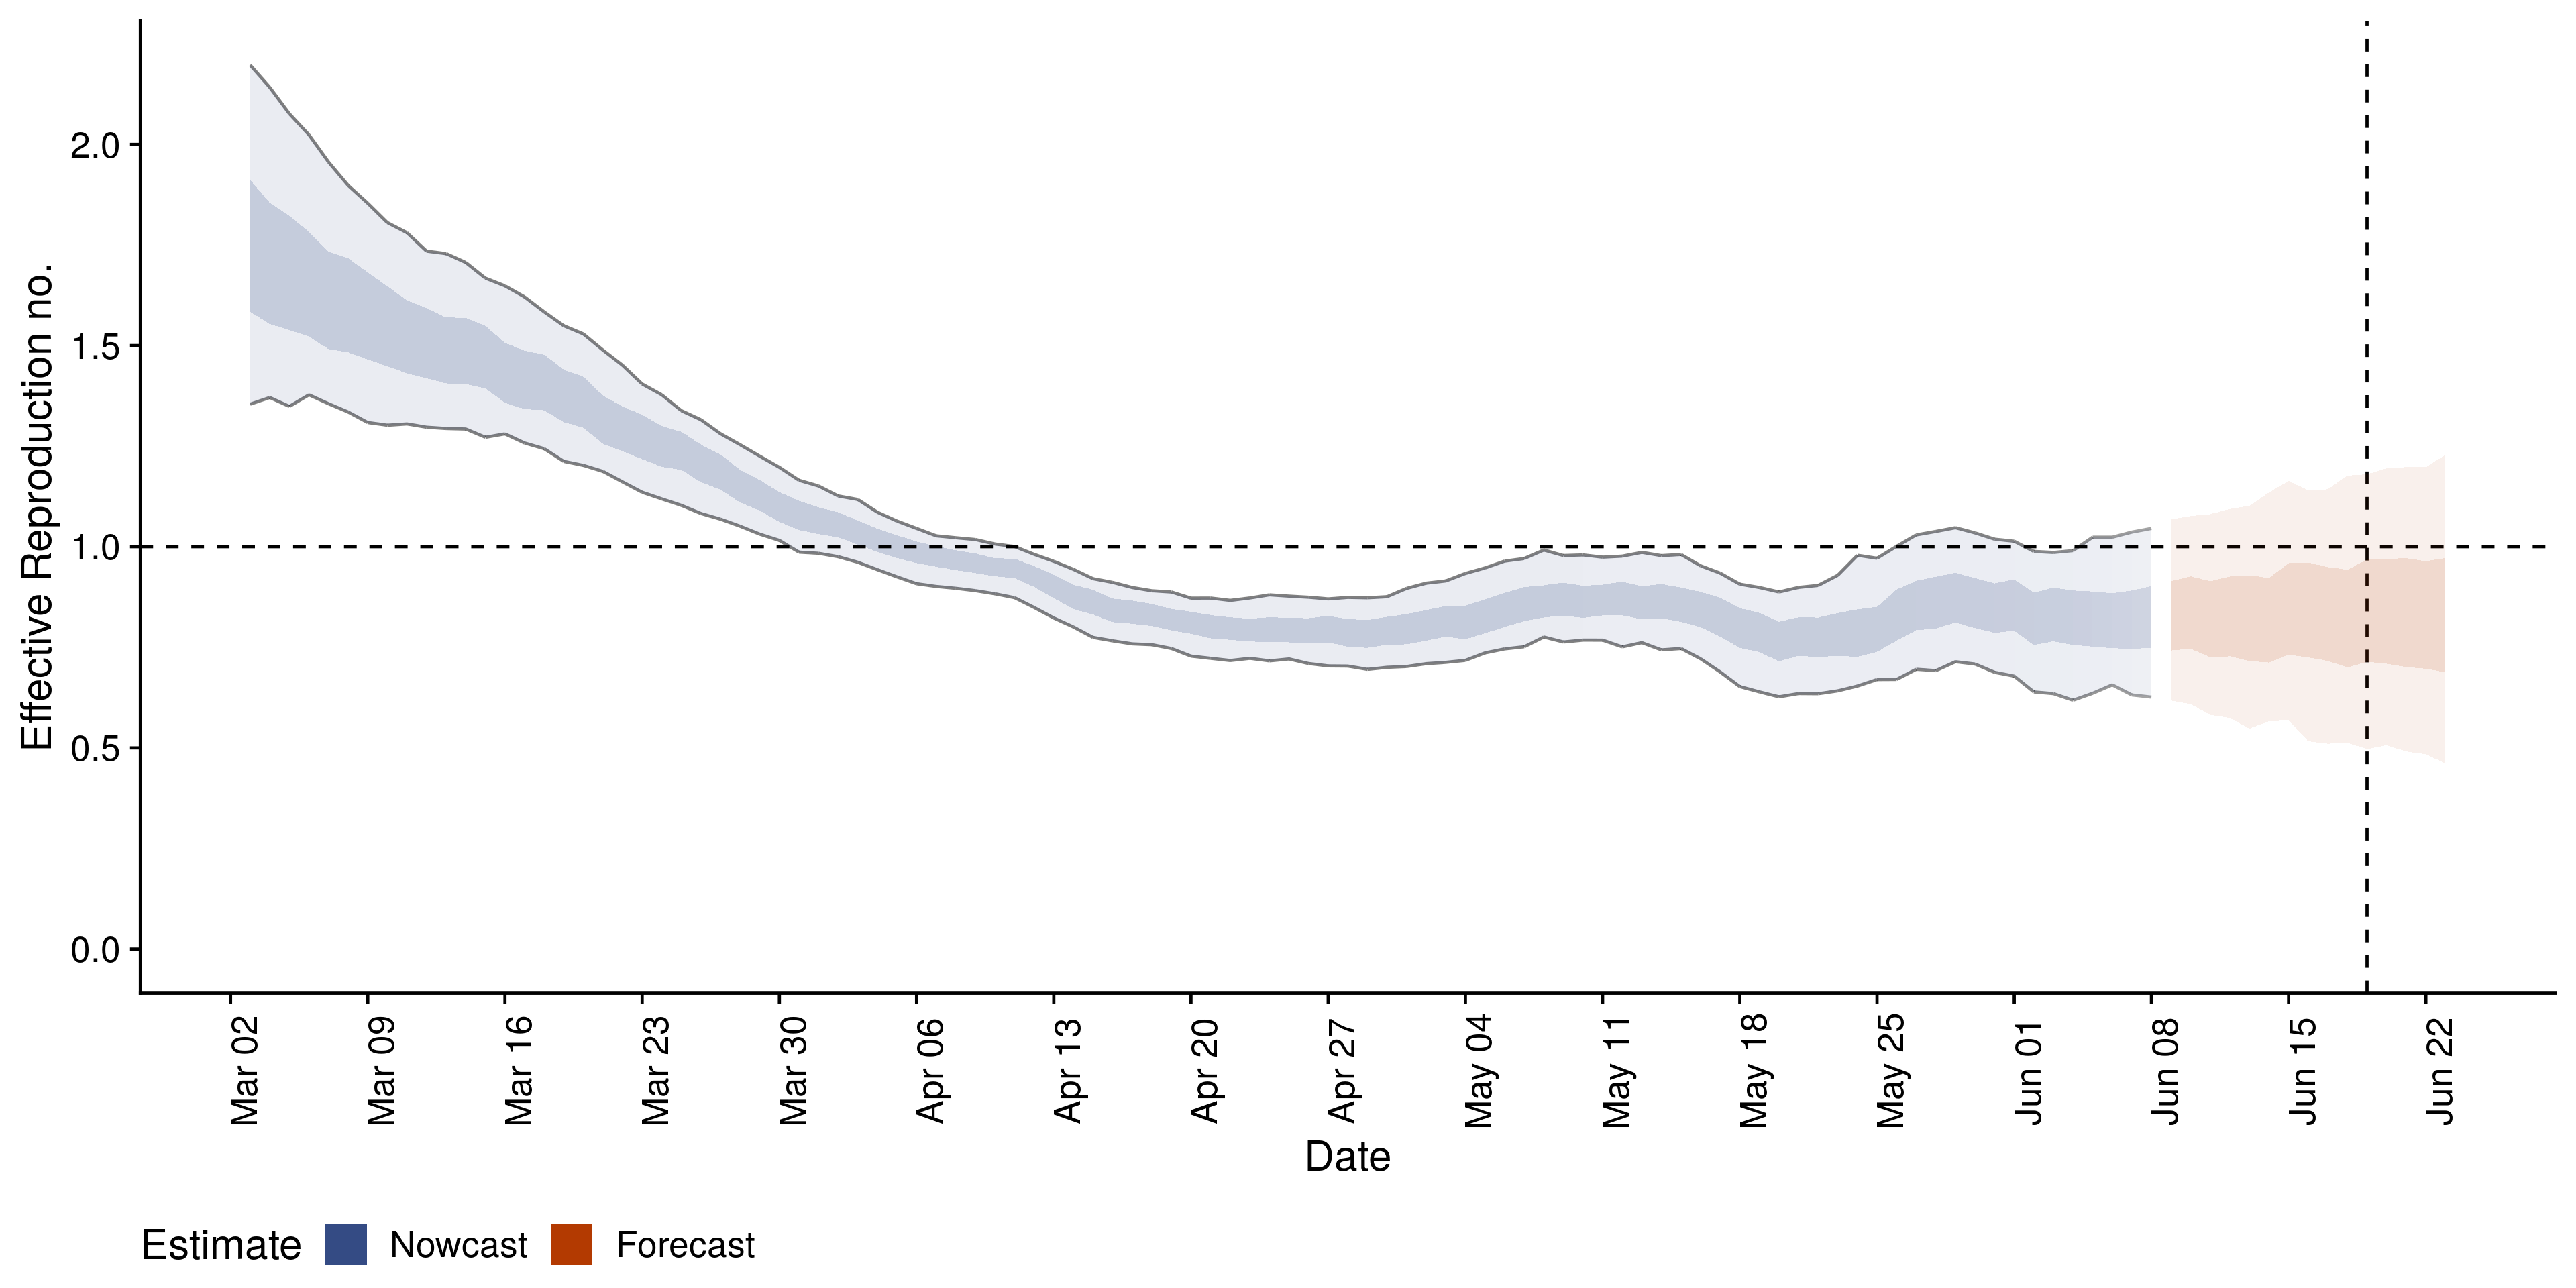 Effective Reproduction no.
2.0
1.5
1.0
0.5
0.0
Mar 02
Mar 09
Mar 16
Mar 23
Mar 30
Apr 06
Apr 13
Apr 20
Apr 27
May 04
May 11
May 18
May 25
Jun 01
Jun 08
Jun 15
Jun 22
Date
Estimate Nowcast Forecast